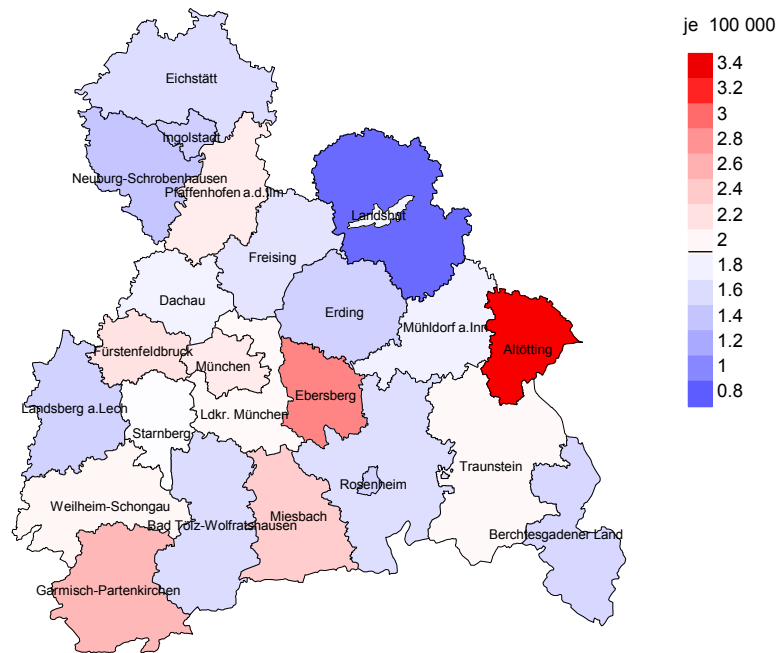 je 100 000
3.4
3.2
3
2.8
2.6
2.4
2.2
2
1.8
1.6
1.4
1.2
1
0.8
Eichstätt
Ingolstadt
Neuburg-Schrobenhausen
Pfaffenhofen a.d.Ilm
Landshut
Freising
Dachau
Erding
Mühldorf a.Inn
Altötting
Fürstenfeldbruck
München
Ebersberg
Landsberg a.Lech
Ldkr. München
Starnberg
Traunstein
Rosenheim
Weilheim-Schongau
Miesbach
Bad Tölz-Wolfratshausen
Berchtesgadener Land
Garmisch-Partenkirchen